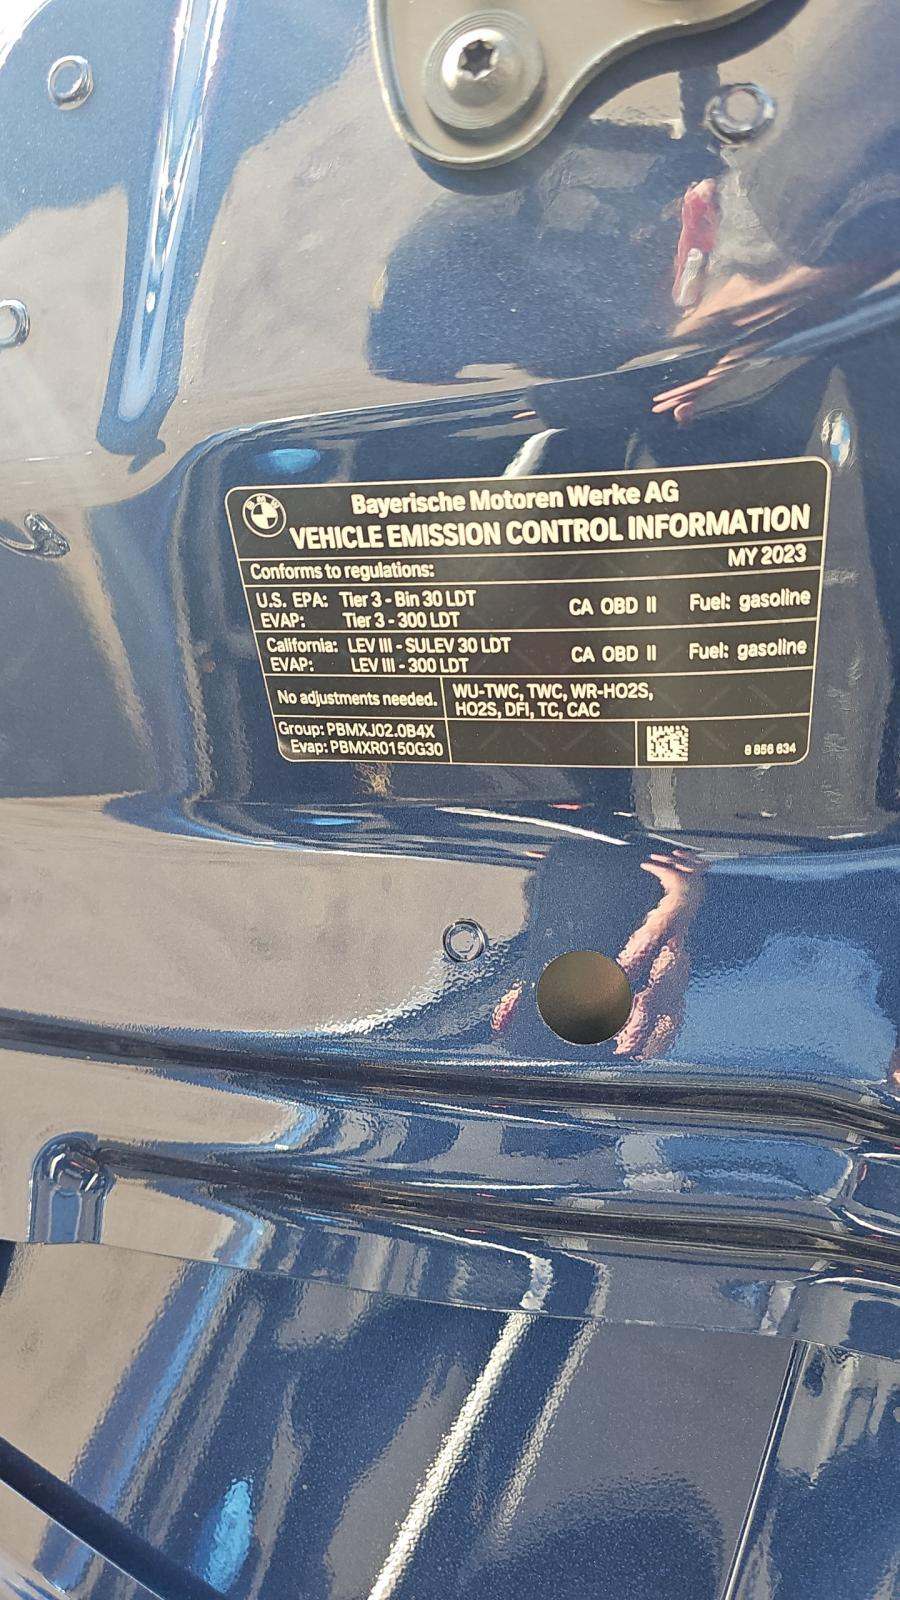 BMW
Bayerische Motoren Werke AG
VEHICLE EMISSION CONTROL INFORMATION
Conforms to regulations: MY 2023
U.S. EPA: Tier 3 - Bin 30 LDT CA OBD II Fuel: gasoline
EVAP: Tier 3 - 300 LDT
California: LEV III - SULEV 30 LDT CA OBD II Fuel: gasoline
EVAP: LEV III - 300 LDT
No adjustments needed. WU-TWC, TWC, WR-HO2S,
HO2S, DFI, TC, CAC
Group: PBMXJ02.0B4X
Evap: PBMXR0150G30
8 856 634